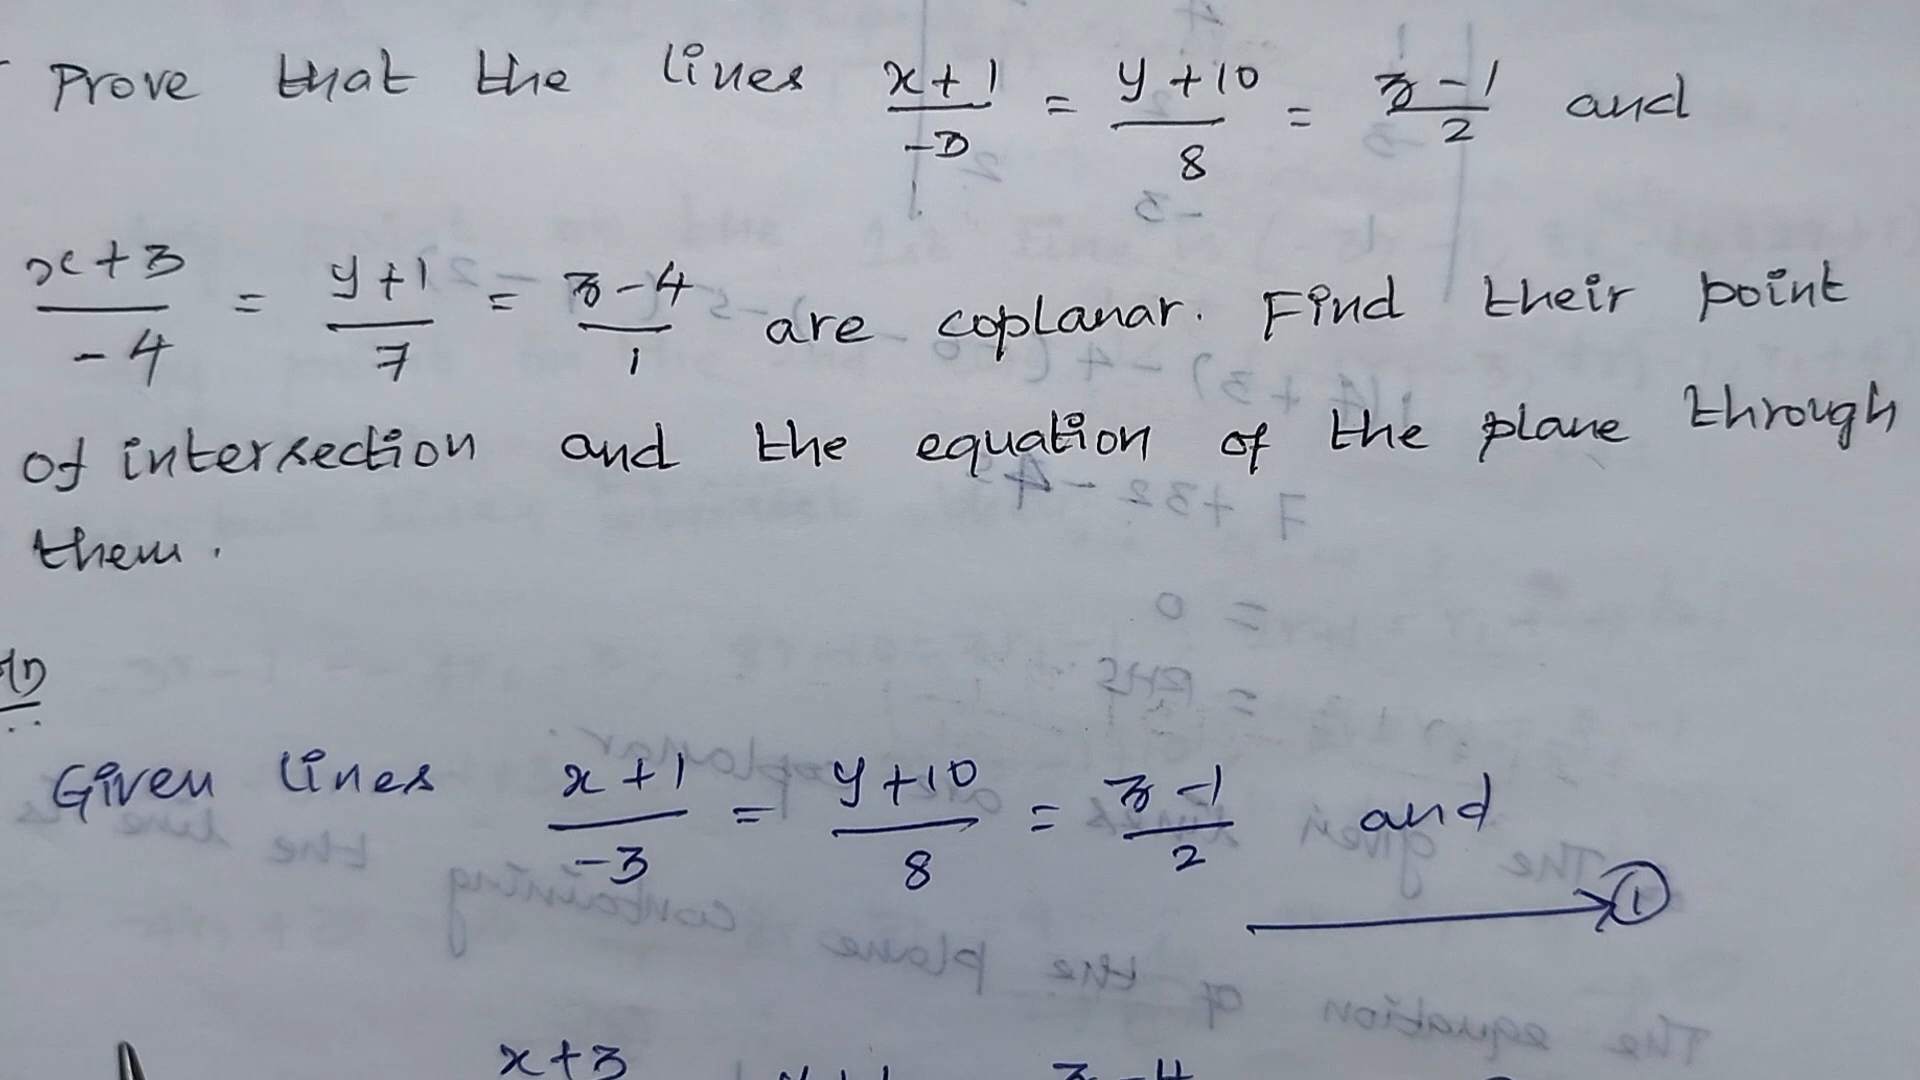 Prove that the lines x+1/-3 = y+10/8 = z-1/2 and
x+3/-4 = y+1/7 = z-4/1 are coplanar. Find their point
of intersection and the equation of the plane through
them.
Given lines x+1/-3 = y+10/8 = z-1/2 and
→ ①
x+3 z-4